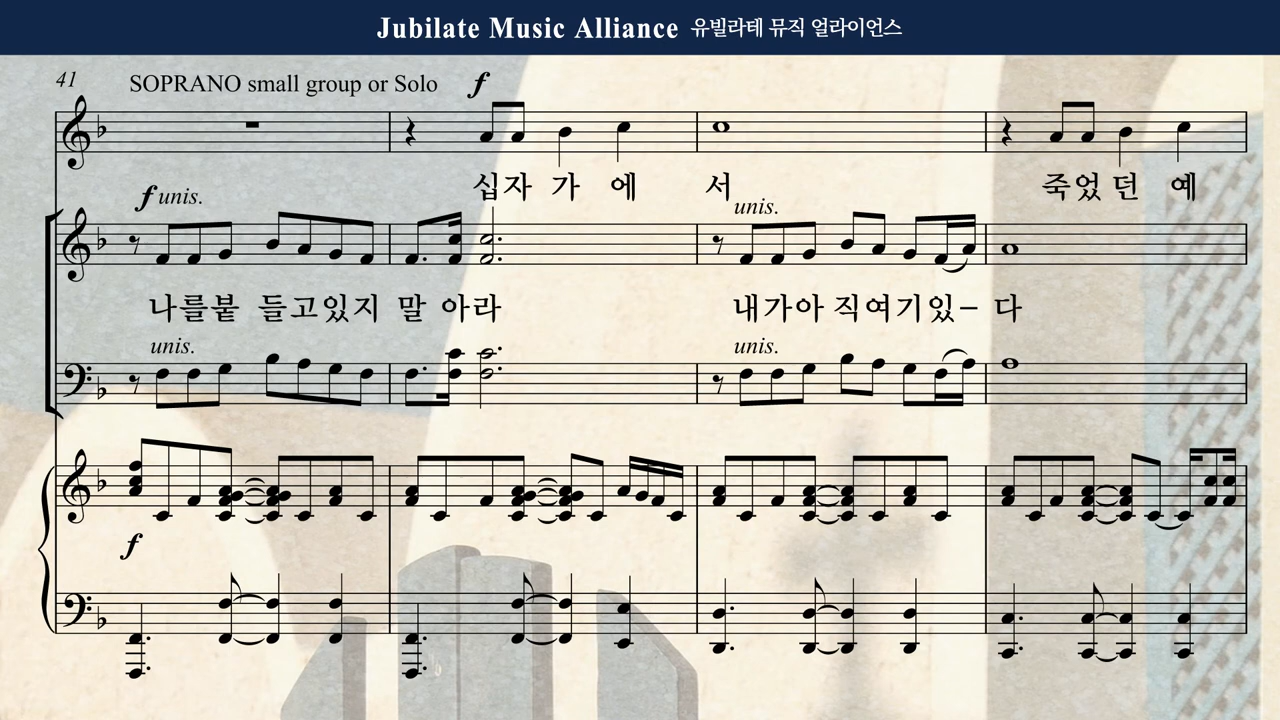 Jubilate Music Alliance 유빌라테 뮤직 얼라이언스
41 SOPRANO small group or Solo f
십자 가 에 서 죽었 던 예
f unis. unis.
나를붙 들고있지 말 아라 내가아 직여기있– 다
unis. unis.
f